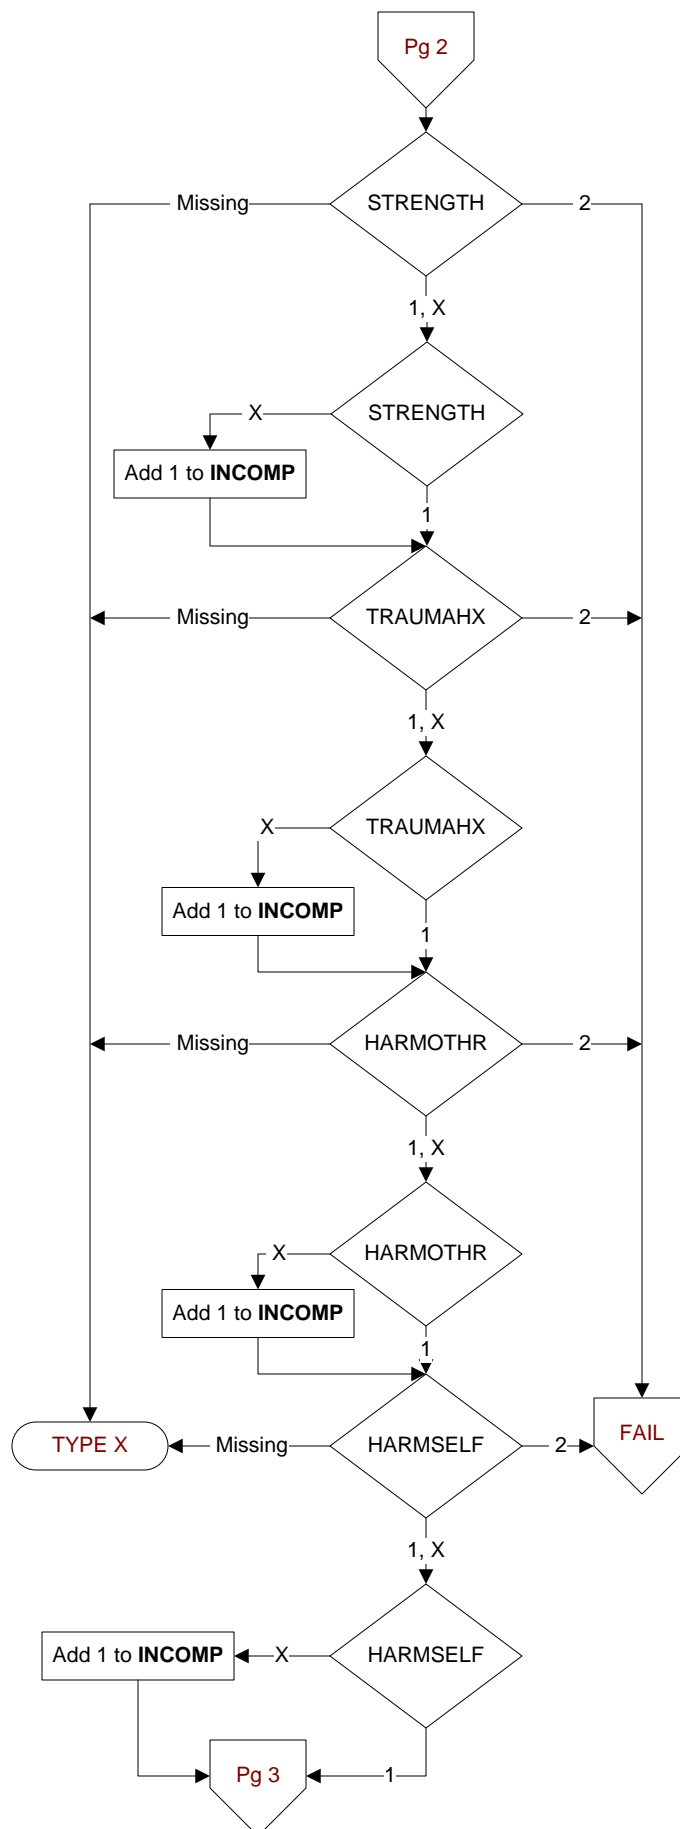 Pg 2
Missing
STRENGTH
2
1, X
X
STRENGTH
Add 1 to INCOMP
1
Missing
TRAUMAHX
2
1, X
X
TRAUMAHX
Add 1 to INCOMP
1
Missing
HARMOTHR
2
1, X
X
HARMOTHR
Add 1 to INCOMP
1
TYPE X
Missing
HARMSELF
2
FAIL
1, X
Add 1 to INCOMP
X
HARMSELF
Pg 3
1